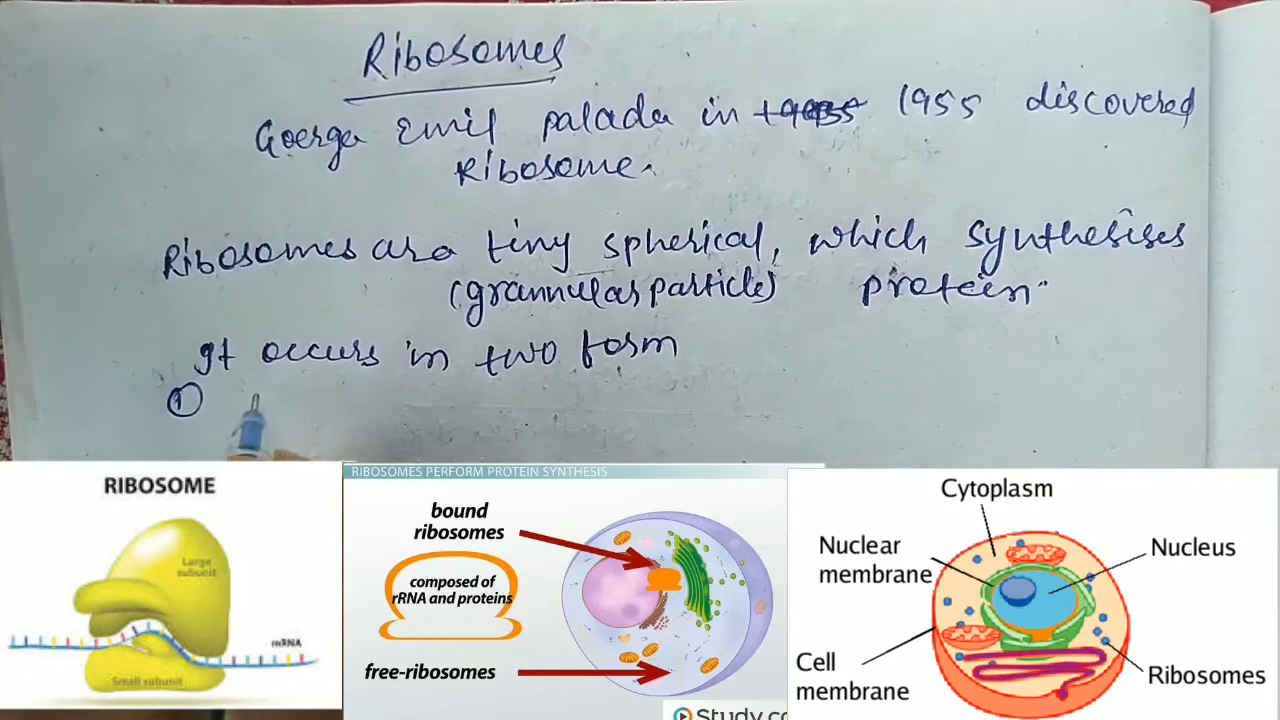 Ribosomes
Goerge Emil palade in 1955 discovered
Ribosome.
Ribosomes are tiny spherical, which synthesises
(grannular particle) protein.
It occurs in two form
①
RIBOSOME
Large
subunit
mRNA
Small subunit
RIBOSOMES PERFORM PROTEIN SYNTHESIS
bound
ribosomes
composed of
rRNA and proteins
free-ribosomes
Study.co
Cytoplasm
Nuclear
membrane
Nucleus
Cell
membrane
Ribosomes